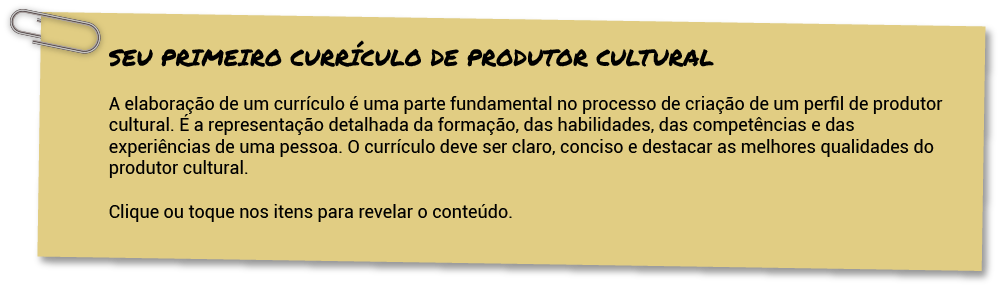 SEU PRIMEIRO CURRÍCULO DE PRODUTOR CULTURAL
A elaboração de um currículo é uma parte fundamental no processo de criação de um perfil de produtor
cultural. É a representação detalhada da formação, das habilidades, das competências e das
experiências de uma pessoa. O currículo deve ser claro, conciso e destacar as melhores qualidades do
produtor cultural.
Clique ou toque nos itens para revelar o conteúdo.